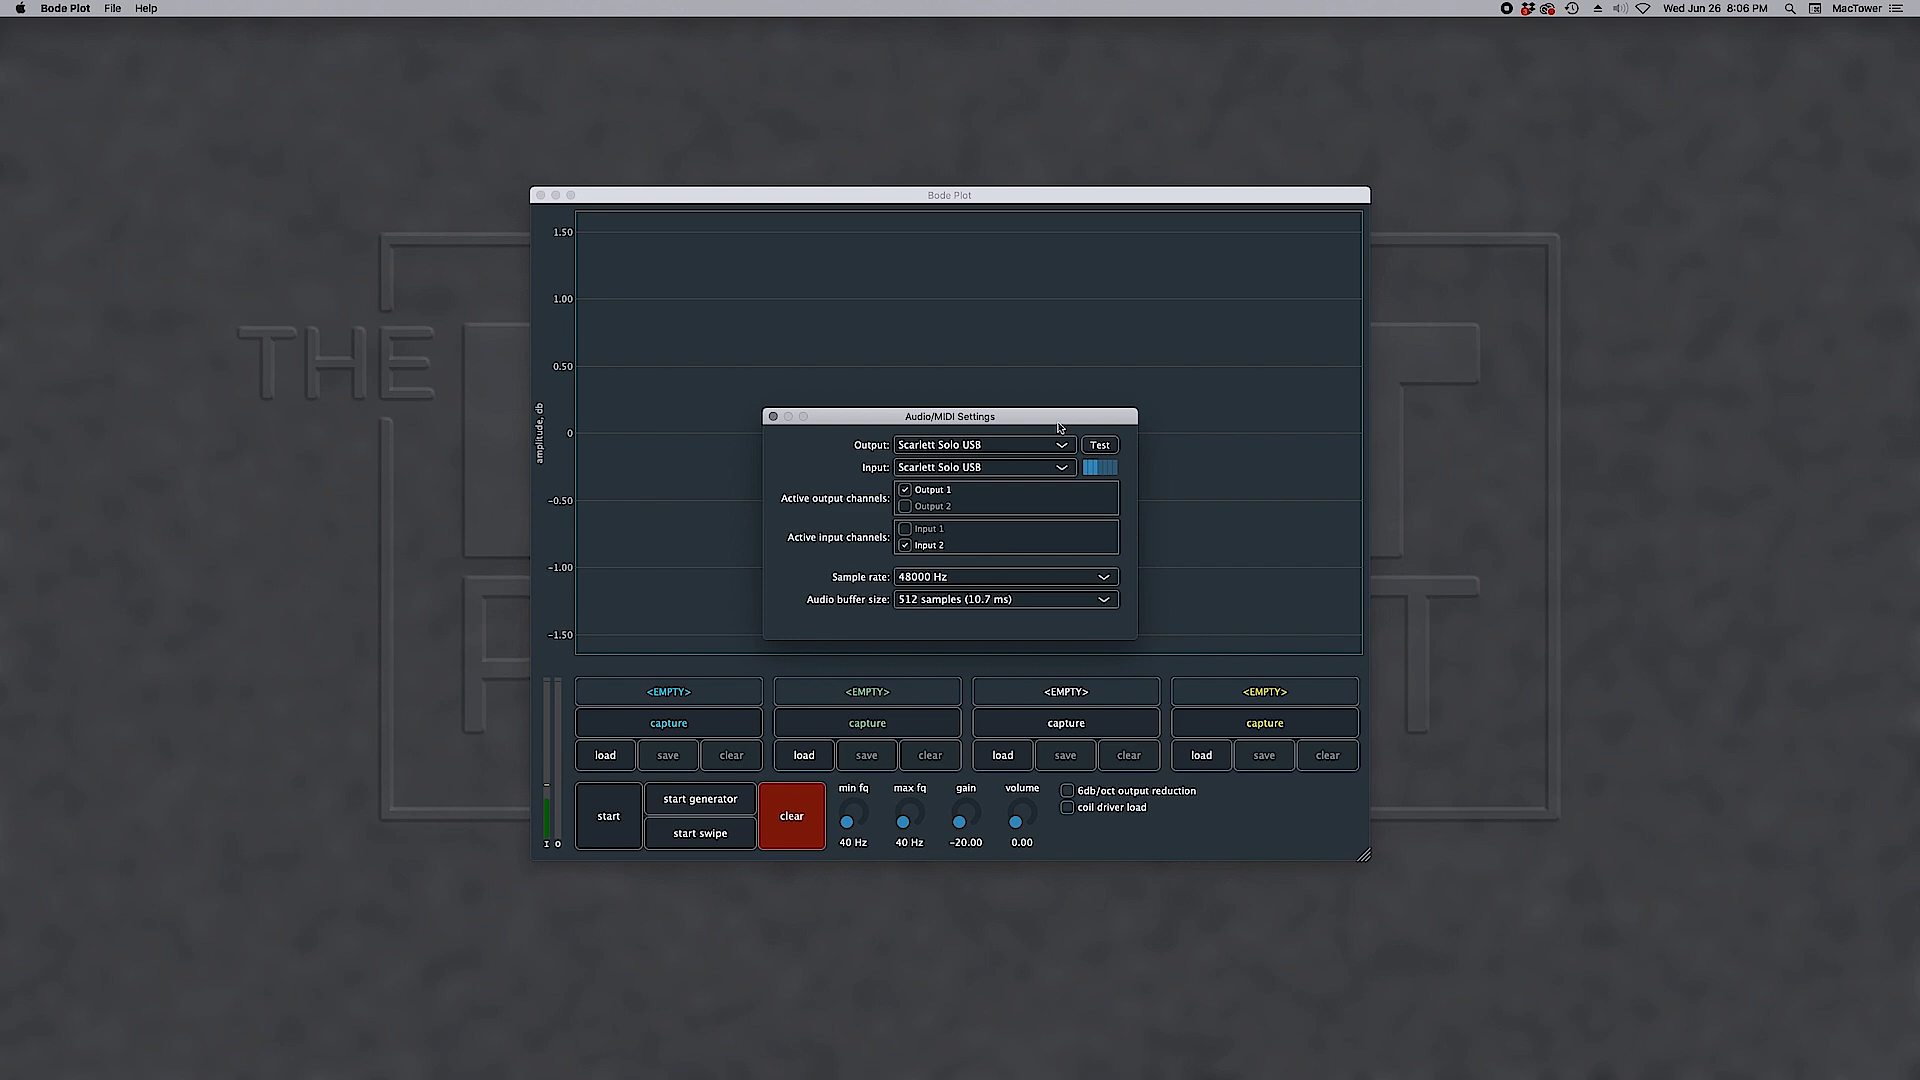 Bode Plot File Help
Wed Jun 26 8:06 PM MacTower
Bode Plot
THE
1.50
1.00
0.50
0
-0.50
-1.00
-1.50
amplitude, db
Audio/MIDI Settings
Output: Scarlett Solo USB Test
Input: Scarlett Solo USB
Active output channels:
Output 1
Output 2
Active input channels:
Input 1
Input 2
Sample rate: 48000 Hz
Audio buffer size: 512 samples (10.7 ms)
<EMPTY> <EMPTY> <EMPTY> <EMPTY>
capture capture capture capture
load save clear load save clear load save clear load save clear
start
start generator
start swipe
clear
min fq max fq gain volume
40 Hz 40 Hz -20.00 0.00
6db/oct output reduction
coil driver load
I O